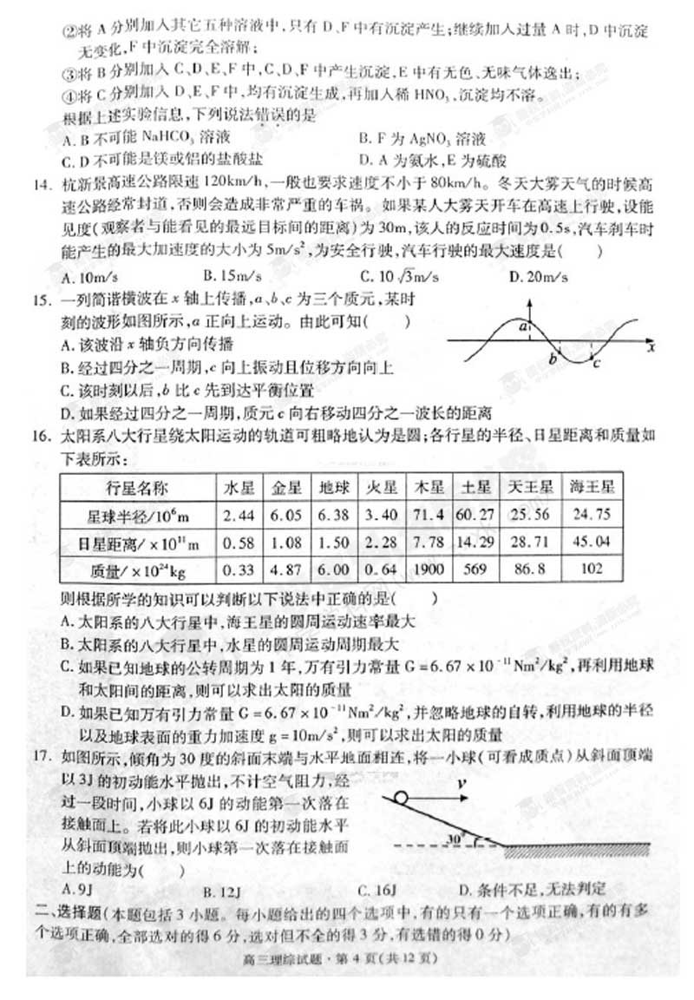 ②将 A 分别加入其它五种溶液中,只有 D、F 中有沉淀产生;继续加入过量 A 时,D 中沉淀
无变化,F 中沉淀完全溶解;
③将 B 分别加入 C、D、E、F 中,C、D、F 中产生沉淀,E 中有无色、无味气体逸出;
④将 C 分别加入 D、E、F 中,均有沉淀生成,再加入稀 HNO₃,沉淀均不溶。
根据上述实验信息,下列说法错误的是
A. B 不可能 NaHCO₃ 溶液 B. F 为 AgNO₃ 溶液
C. D 不可能是镁或铝的盐酸盐 D. A 为氨水,E 为硫酸
14. 杭新景高速公路限速 120km/h,一般也要求速度不小于 80km/h。冬天大雾天气的时候高
速公路经常封道,否则会造成非常严重的车祸。如果某人大雾天开车在高速上行驶,设能
见度(观察者与能看见的最远目标间的距离)为 30m,该人的反应时间为 0.5s,汽车刹车时
能产生的最大加速度的大小为 5m/s²,为安全行驶,汽车行驶的最大速度是( )
A. 10m/s B. 15m/s C. 10√3m/s D. 20m/s
15. 一列简谐横波在 x 轴上传播,a、b、c 为三个质元,某时
刻的波形如图所示,a 正向上运动。由此可知( )
A. 该波沿 x 轴负方向传播
B. 经过四分之一周期,c 向上振动且位移方向向上
C. 该时刻以后,b 比 c 先到达平衡位置
D. 如果经过四分之一周期,质元 c 向右移动四分之一波长的距离
a
b
c
x
16. 太阳系八大行星绕太阳运动的轨道可粗略地认为是圆;各行星的半径、日星距离和质量如
下表所示:
行星名称 水星 金星 地球 火星 木星 土星 天王星 海王星
星球半径/10⁶m 2.44 6.05 6.38 3.40 71.4 60.27 25.56 24.75
日星距离/×10¹¹m 0.58 1.08 1.50 2.28 7.78 14.29 28.71 45.04
质量/×10²⁴kg 0.33 4.87 6.00 0.64 1900 569 86.8 102
则根据所学的知识可以判断以下说法中正确的是( )
A. 太阳系的八大行星中,海王星的圆周运动速率最大
B. 太阳系的八大行星中,水星的圆周运动周期最大
C. 如果已知地球的公转周期为 1 年,万有引力常量 G=6.67×10⁻¹¹Nm²/kg²,再利用地球
和太阳间的距离,则可以求出太阳的质量
D. 如果已知万有引力常量 G=6.67×10⁻¹¹Nm²/kg²,并忽略地球的自转,利用地球的半径
以及地球表面的重力加速度 g=10m/s²,则可以求出太阳的质量
17. 如图所示,倾角为 30 度的斜面末端与水平地面相连,将一小球(可看成质点)从斜面顶端
以 3J 的初动能水平抛出,不计空气阻力,经
过一段时间,小球以 6J 的动能第一次落在
接触面上。若将此小球以 6J 的初动能水平
从斜面顶端抛出,则小球第一次落在接触面
上的动能为( )
v
30°
A. 9J B. 12J C. 16J D. 条件不足,无法判定
二、选择题(本题包括 3 小题。每小题给出的四个选项中,有的只有一个选项正确,有的有多
个选项正确,全部选对的得 6 分,选对但不全的得 3 分,有选错的得 0 分)
高三理综试题·第 4 页(共 12 页)